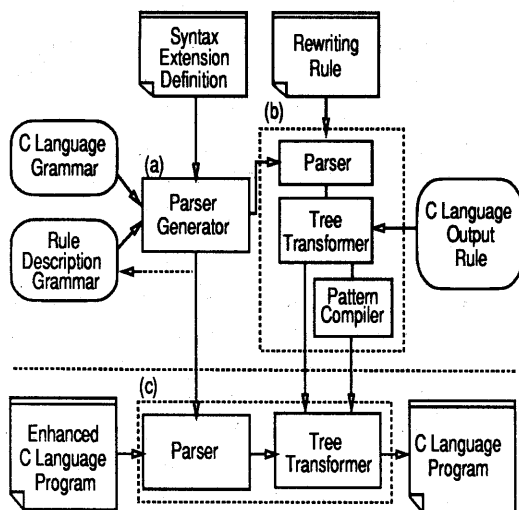 Syntax
Extension
Definition
Rewriting
Rule
(b)
C Language
Grammar
(a)
Parser
Generator
Parser
Rule
Description
Grammar
Tree
Transformer
C Language
Output
Rule
Pattern
Compiler
(c)
Enhanced
C Language
Program
Parser
Tree
Transformer
C Language
Program